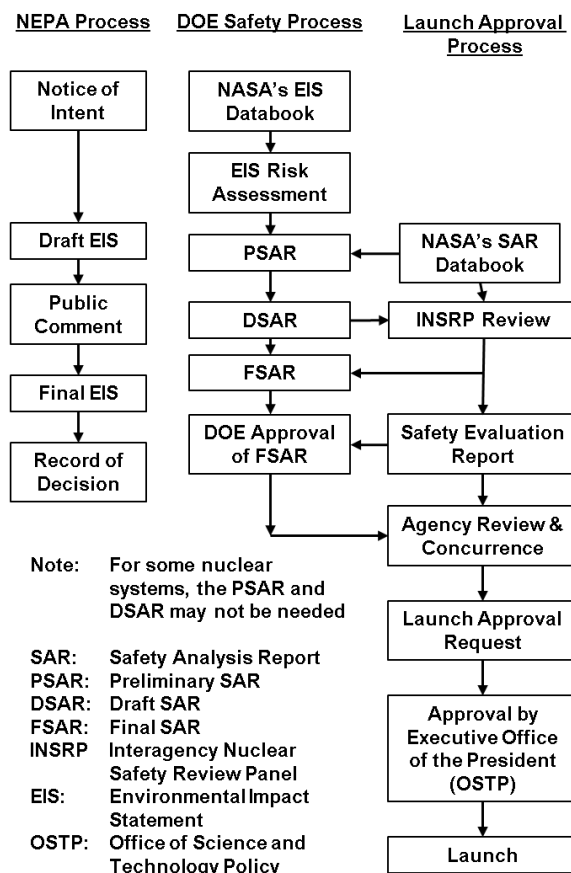 NEPA Process
Notice of
Intent
Draft EIS
Public
Comment
Final EIS
Record of
Decision
DOE Safety Process
NASA's EIS
Databook
EIS Risk
Assessment
PSAR
DSAR
FSAR
DOE Approval
of FSAR
Launch Approval
Process
NASA's SAR
Databook
INSRP Review
Safety Evaluation
Report
Agency Review &
Concurrence
Launch Approval
Request
Approval by
Executive Office
of the President
(OSTP)
Launch
Note: For some nuclear
systems, the PSAR and
DSAR may not be needed
SAR: Safety Analysis Report
PSAR: Preliminary SAR
DSAR: Draft SAR
FSAR: Final SAR
INSRP Interagency Nuclear
Safety Review Panel
EIS: Environmental Impact
Statement
OSTP: Office of Science and
Technology Policy